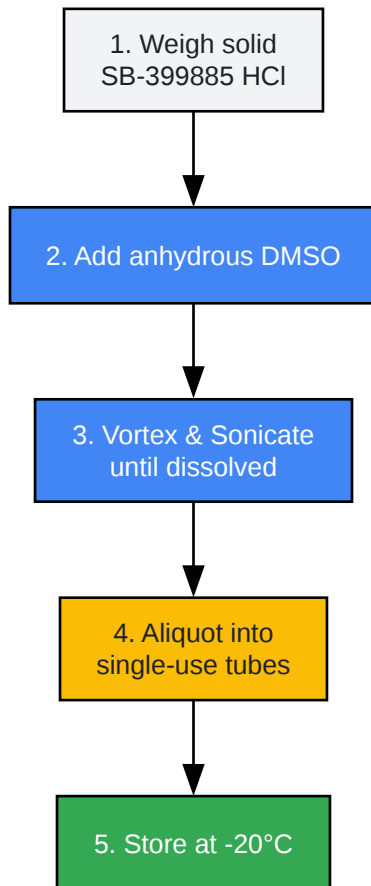 1. Weigh solid
SB-399885 HCl
2. Add anhydrous DMSO
3. Vortex & Sonicate
until dissolved
4. Aliquot into
single-use tubes
5. Store at -20°C